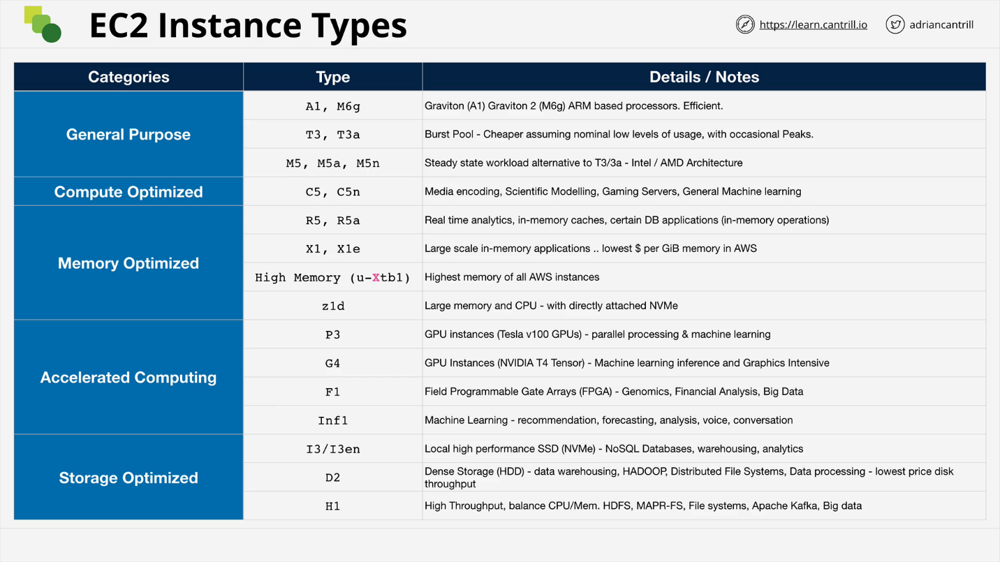 EC2 Instance Types
https://learn.cantrill.io
adriancantrill
Categories
Type
Details / Notes
General Purpose
A1, M6g
Graviton (A1) Graviton 2 (M6g) ARM based processors. Efficient.
T3, T3a
Burst Pool - Cheaper assuming nominal low levels of usage, with occasional Peaks.
M5, M5a, M5n
Steady state workload alternative to T3/3a - Intel / AMD Architecture
Compute Optimized
C5, C5n
Media encoding, Scientific Modelling, Gaming Servers, General Machine learning
Memory Optimized
R5, R5a
Real time analytics, in-memory caches, certain DB applications (in-memory operations)
X1, X1e
Large scale in-memory applications .. lowest $ per GiB memory in AWS
High Memory (u-Xtb1)
Highest memory of all AWS instances
z1d
Large memory and CPU - with directly attached NVMe
Accelerated Computing
P3
GPU instances (Tesla v100 GPUs) - parallel processing & machine learning
G4
GPU Instances (NVIDIA T4 Tensor) - Machine learning inference and Graphics Intensive
F1
Field Programmable Gate Arrays (FPGA) - Genomics, Financial Analysis, Big Data
Inf1
Machine Learning - recommendation, forecasting, analysis, voice, conversation
Storage Optimized
I3/I3en
Local high performance SSD (NVMe) - NoSQL Databases, warehousing, analytics
D2
Dense Storage (HDD) - data warehousing, HADOOP, Distributed File Systems, Data processing - lowest price disk
throughput
H1
High Throughput, balance CPU/Mem. HDFS, MAPR-FS, File systems, Apache Kafka, Big data